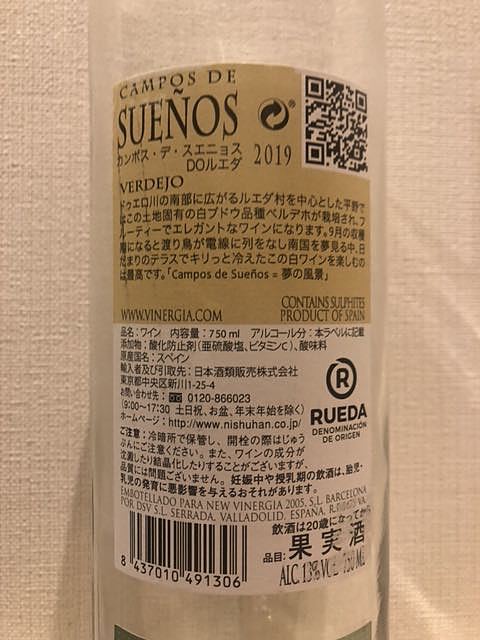 CAMPOS DE
SUEÑOS
カンポス・デ・スエニョス
DOルエダ 2019
VERDEJO
ドゥエロ川の南部に広がるルエダ村を中心とした平野で
はこの土地固有の白ブドウ品種ベルデホが栽培され、フ
ルーティーでエレガントなワインになります。9月の収穫
期になると渡り鳥が電線に列をなし南国を夢見る中、日
だまりのテラスでキリっと冷えたこの白ワインを楽しむの
は最高です。「Campos de Sueños = 夢の風景」
WWW.VINERGIA.COM
CONTAINS SULPHITES
PRODUCT OF SPAIN
品名:ワイン 内容量:750ml アルコール分:本ラベルに記載
添加物:酸化防止剤(亜硫酸塩、ビタミンC)、酸味料
原産国名:スペイン
輸入者及び引取先:日本酒類販売株式会社
東京都中央区新川1-25-4
お問い合わせ先: 0120-866023
(9:00~17:30 土日祝、お盆、年末年始を除く)
ホームページ:http://www.nishuhan.co.jp/
R
RUEDA
DENOMINACIÓN
DE ORIGEN
ご注意:冷暗所で保管し、開栓の際はじゅう
ぶんにご注意ください。また、ワインの成分が
沈澱したり結晶化したりすることがございますが、
品質には問題ございません。妊娠中や授乳期の飲酒は、胎児・
乳児の発育に悪影響を与えるおそれがあります。
EMBOTELLADO PARA NEW VINERGIA 2005, S.L. BARCELONA
POR DSV S.L. SERRADA, VALLADOLID, ESPAÑA,
飲酒は20歳になってから
品目: 果実酒
ALC. 13% VOL 750 ML
8 437010 491306